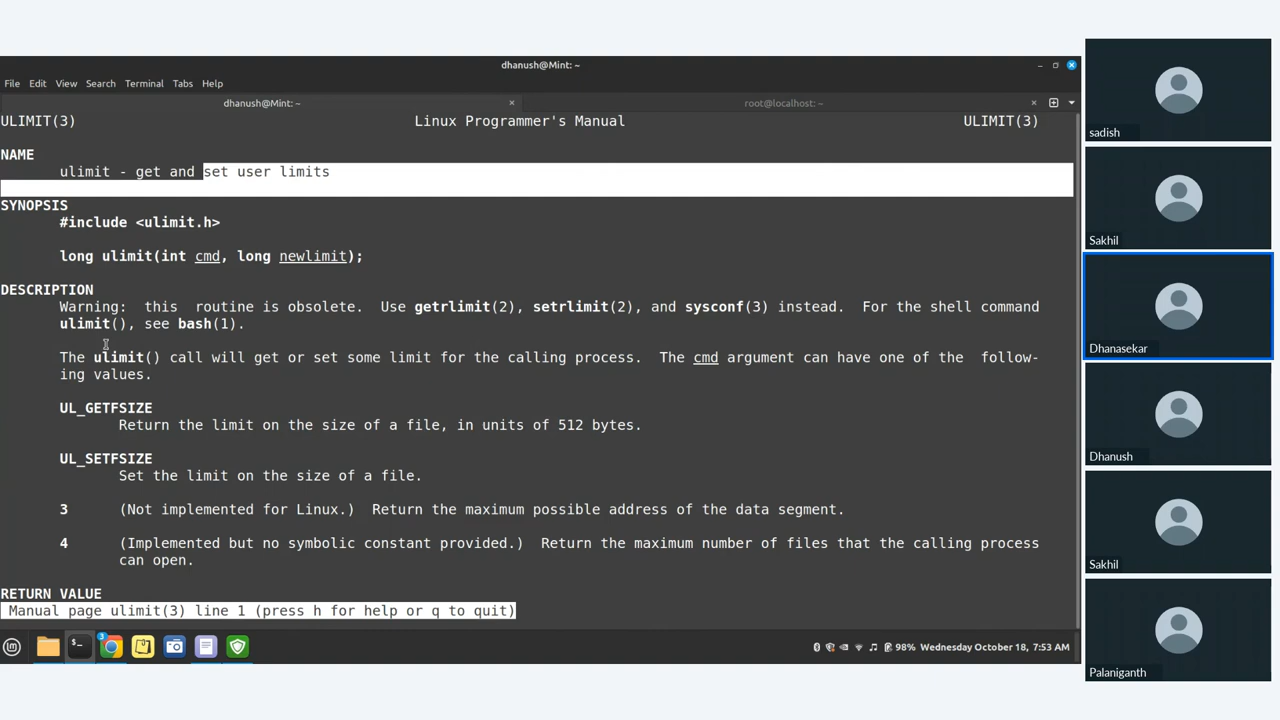 dhanush@Mint: ~
File Edit View Search Terminal Tabs Help
dhanush@Mint: ~
root@localhost: ~
ULIMIT(3) Linux Programmer's Manual ULIMIT(3)
NAME
ulimit - get and set user limits
SYNOPSIS
#include <ulimit.h>
long ulimit(int cmd, long newlimit);
DESCRIPTION
Warning: this routine is obsolete. Use getrlimit(2), setrlimit(2), and sysconf(3) instead. For the shell command
ulimit(), see bash(1).
The ulimit() call will get or set some limit for the calling process. The cmd argument can have one of the follow-
ing values.
UL_GETFSIZE
Return the limit on the size of a file, in units of 512 bytes.
UL_SETFSIZE
Set the limit on the size of a file.
3 (Not implemented for Linux.) Return the maximum possible address of the data segment.
4 (Implemented but no symbolic constant provided.) Return the maximum number of files that the calling process
can open.
RETURN VALUE
Manual page ulimit(3) line 1 (press h for help or q to quit)
3
98% Wednesday October 18, 7:53 AM
sadish
Sakhil
Dhanasekar
Dhanush
Sakhil
Palaniganth